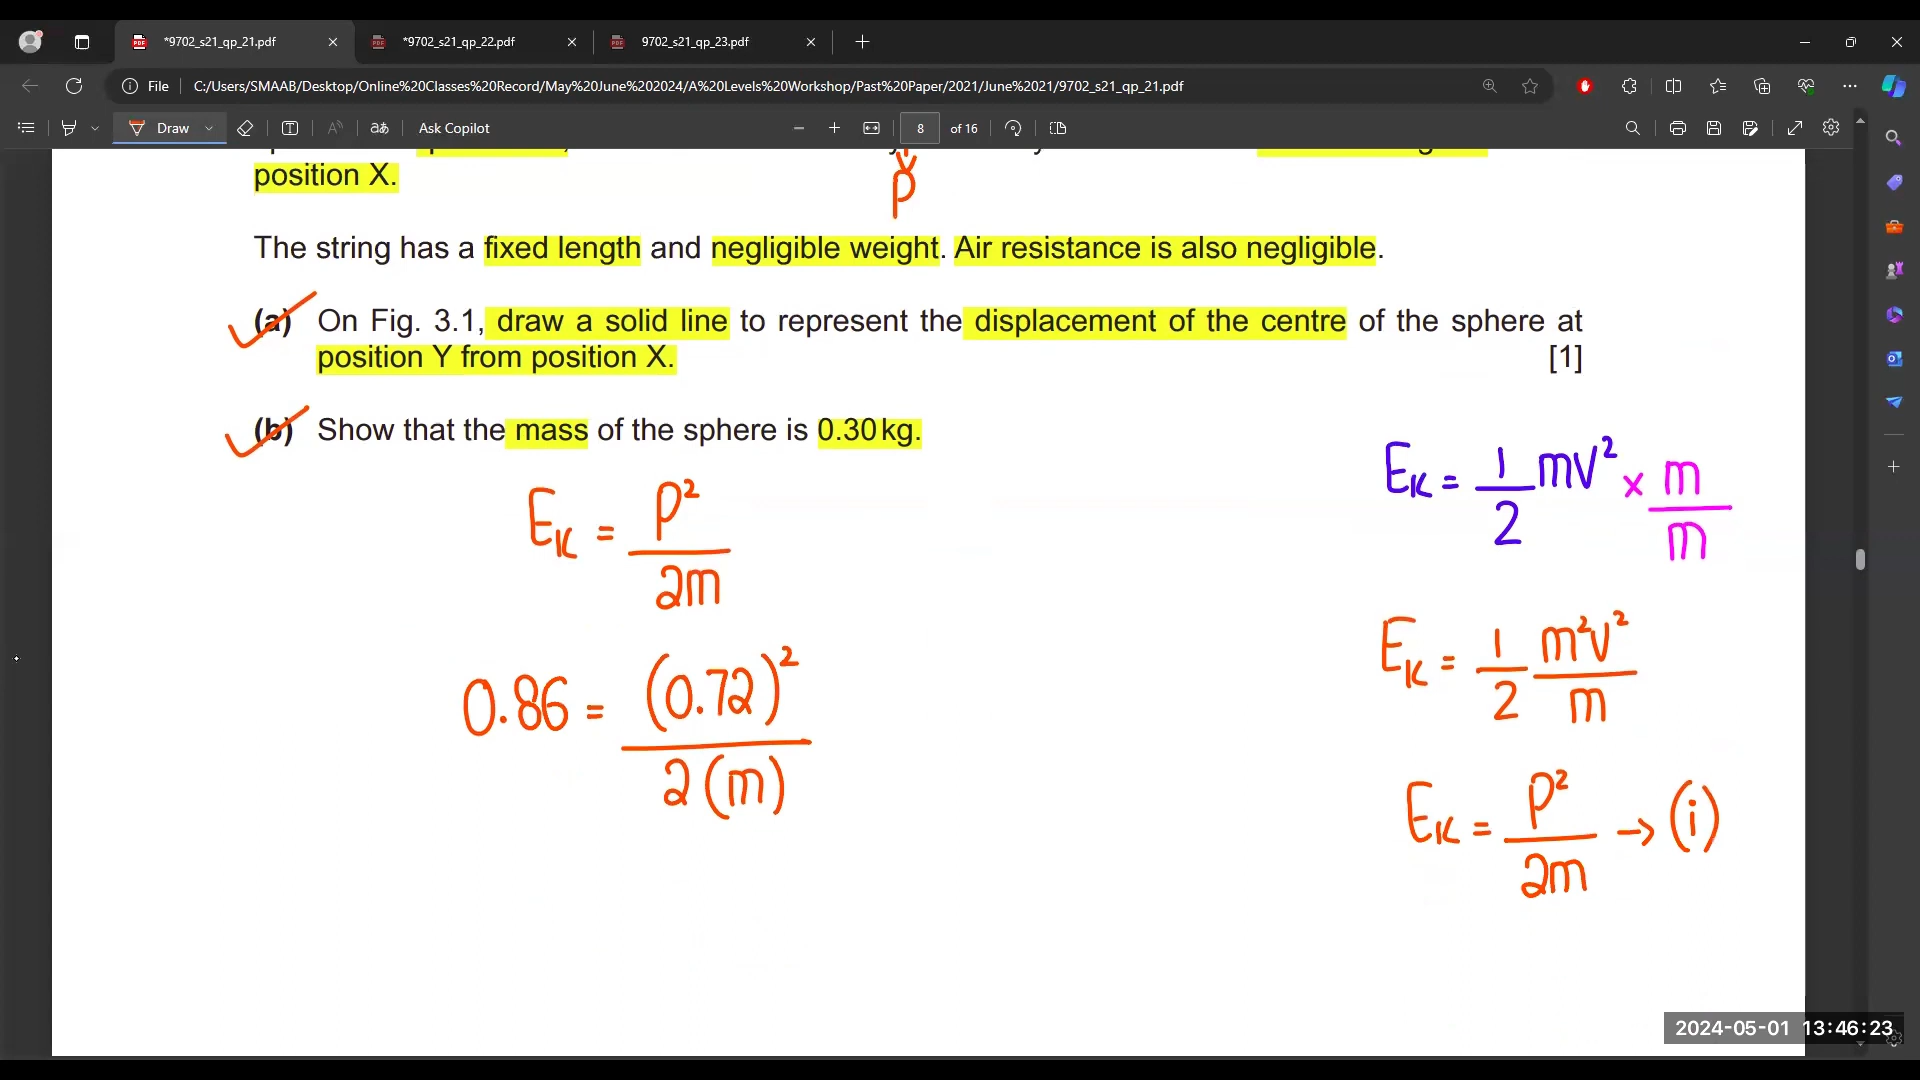 *9702_s21_qp_21.pdf
*9702_s21_qp_22.pdf
9702_s21_qp_23.pdf
File
C:/Users/SMAAB/Desktop/Online%20Classes%20Record/May%20June%202024/A%20Levels%20Workshop/Past%20Paper/2021/June%2021/9702_s21_qp_21.pdf
Draw
Ask Copilot
8 of 16
position X.
p
The string has a fixed length and negligible weight. Air resistance is also negligible.
(a) On Fig. 3.1, draw a solid line to represent the displacement of the centre of the sphere at
position Y from position X. [1]
(b) Show that the mass of the sphere is 0.30 kg.
E_K = 1/2 mv² × m/m
E_K = p²/2m
E_K = 1/2 m²v²/m
0.86 = (0.72)²/2(m)
E_K = p²/2m → (i)
2024-05-01 13:46:23